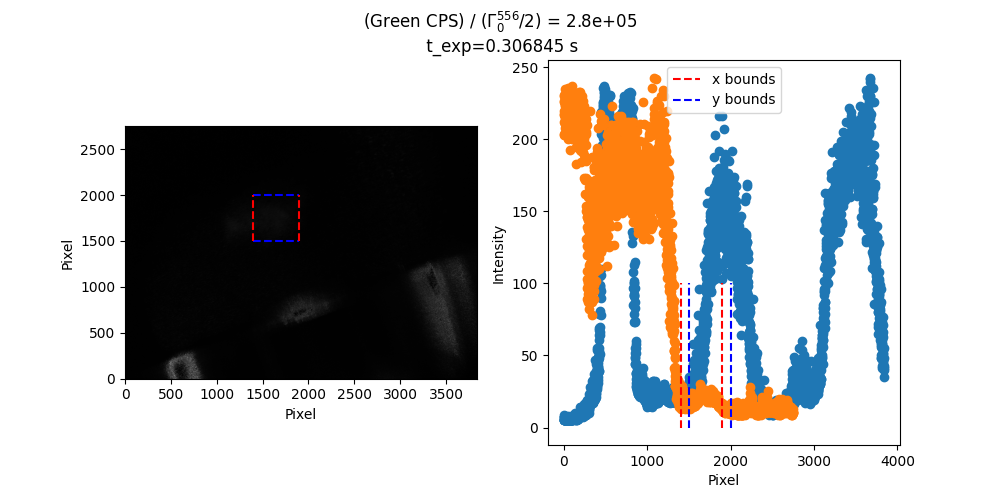 (Green CPS) / (Γ₀⁵⁵⁶/2) = 2.8e+05
t_exp=0.306845 s
2500
2000
1500
1000
500
0
0 500 1000 1500 2000 2500 3000 3500
Pixel
Pixel
x bounds
y bounds
250
200
150
100
50
0
0 1000 2000 3000 4000
Intensity
Pixel